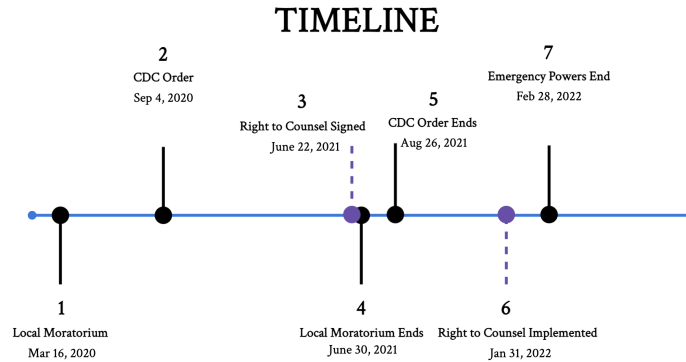 TIMELINE
2
CDC Order
Sep 4, 2020
7
Emergency Powers End
Feb 28, 2022
3
Right to Counsel Signed
June 22, 2021
5
CDC Order Ends
Aug 26, 2021
1
Local Moratorium
Mar 16, 2020
4
Local Moratorium Ends
June 30, 2021
6
Right to Counsel Implemented
Jan 31, 2022